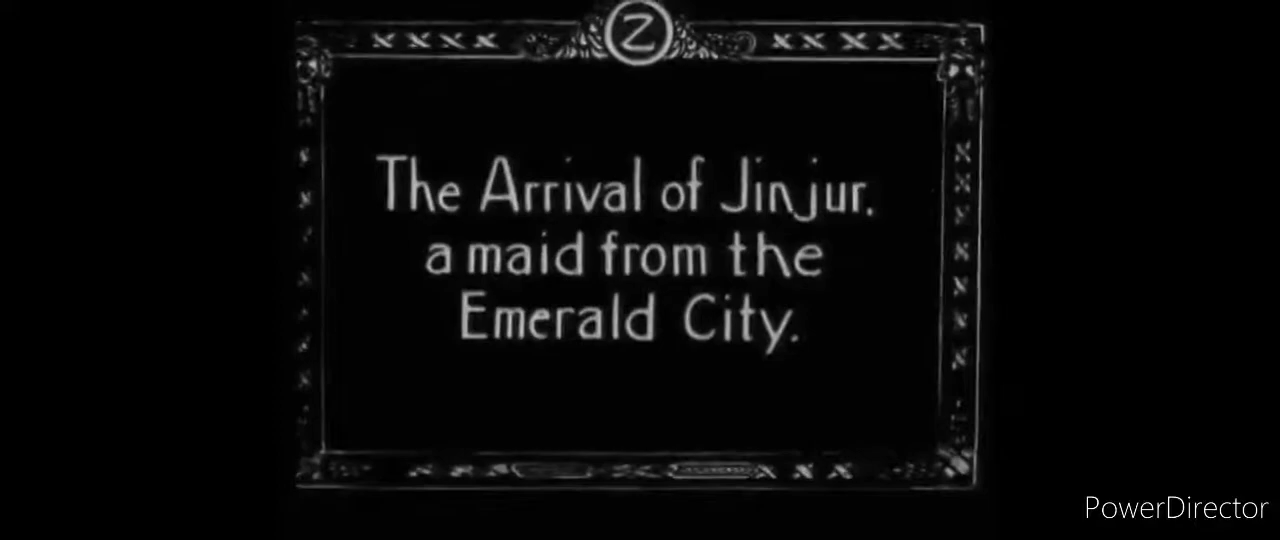 Z
The Arrival of Jinjur.
a maid from the
Emerald City.
PowerDirector